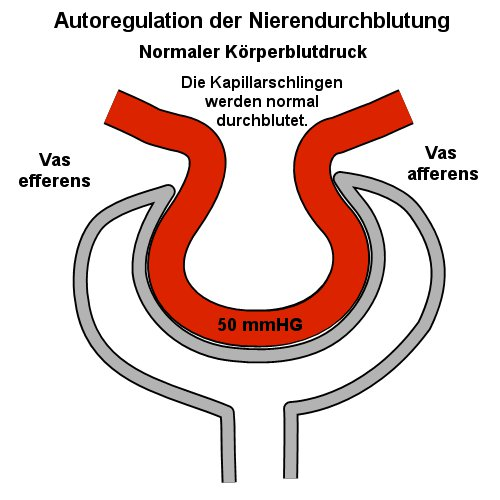 Autoregulation der Nierendurchblutung
Normaler Körperblutdruck
Die Kapillarschlingen
werden normal
durchblutet.
Vas
efferens
Vas
afferens
50 mmHG